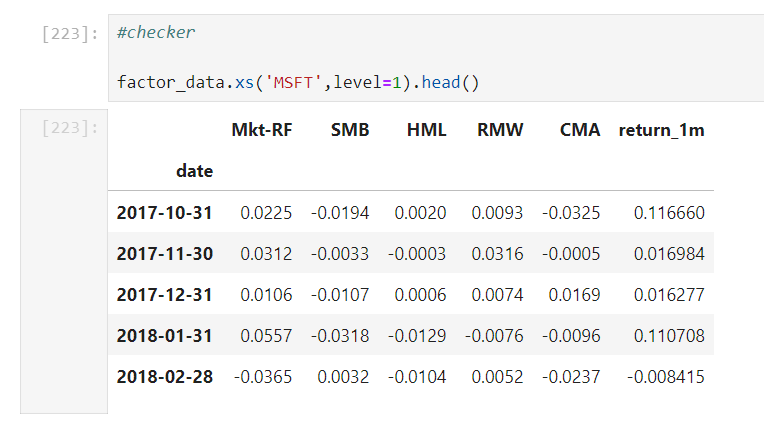 [223]: #checker
factor_data.xs('MSFT',level=1).head()
[223]: Mkt-RF SMB HML RMW CMA return_1m
date
2017-10-31 0.0225 -0.0194 0.0020 0.0093 -0.0325 0.116660
2017-11-30 0.0312 -0.0033 -0.0003 0.0316 -0.0005 0.016984
2017-12-31 0.0106 -0.0107 0.0006 0.0074 0.0169 0.016277
2018-01-31 0.0557 -0.0318 -0.0129 -0.0076 -0.0096 0.110708
2018-02-28 -0.0365 0.0032 -0.0104 0.0052 -0.0237 -0.008415